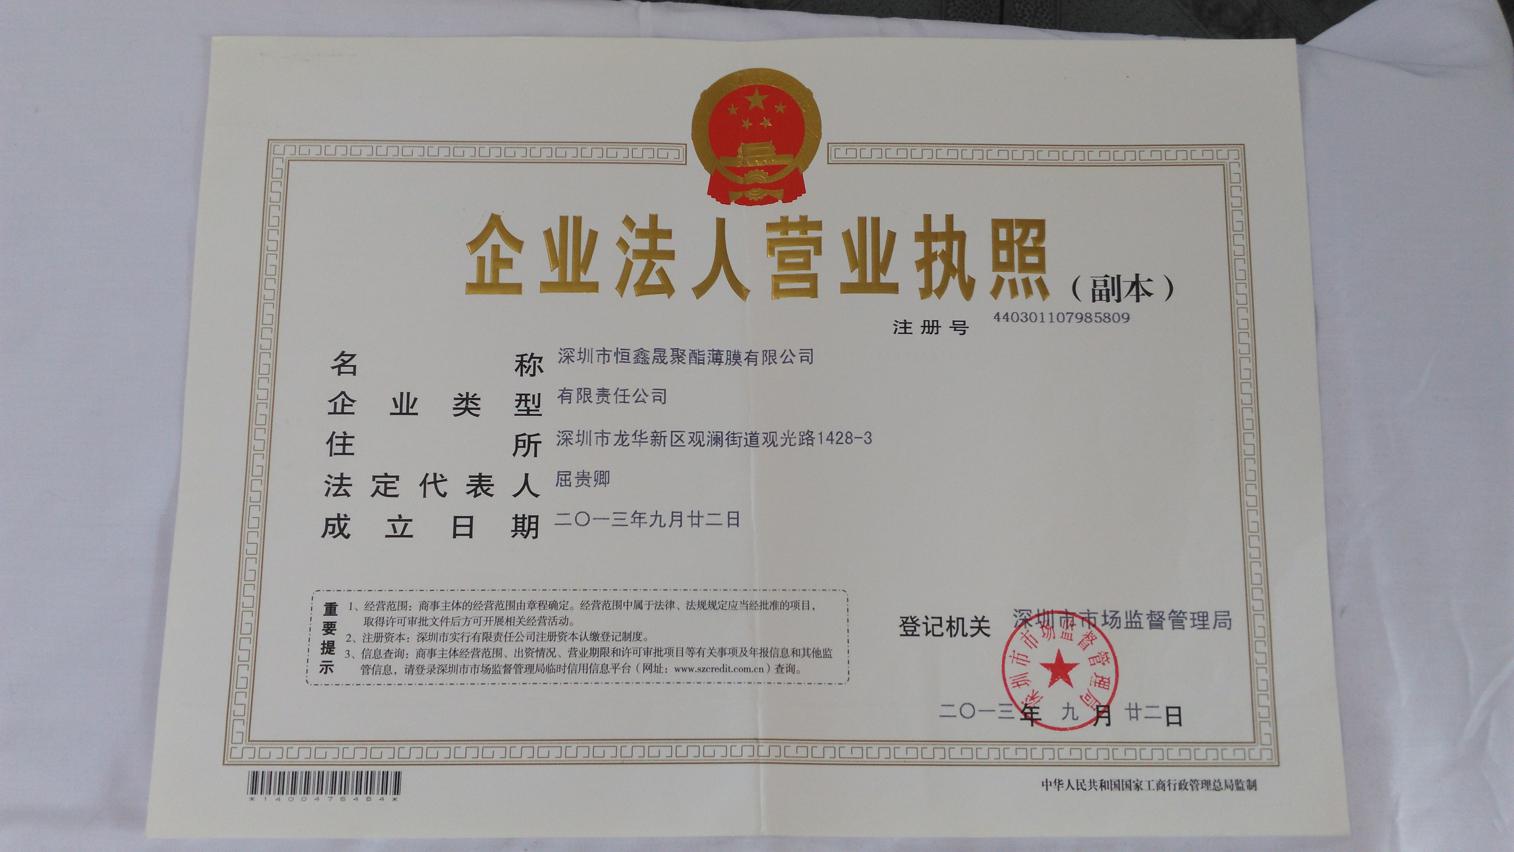 企业法人营业执照（副本）
注册号 440301107985809
名称 深圳市恒鑫晟聚酯薄膜有限公司
企业类型 有限责任公司
住所 深圳市龙华新区观澜街道观光路1428-3
法定代表人 屈贵卿
成立日期 二〇一三年九月廿二日
重要提示
1、经营范围：商事主体的经营范围由章程确定。经营范围中属于法律、法规规定应当经批准的项目，
取得许可审批文件后方可开展相关经营活动。
2、注册资本：深圳市实行有限责任公司注册资本认缴登记制度。
3、信息查询：商事主体经营范围、出资情况、营业期限和许可审批项目等有关事项及年报信息和其他监
管信息，请登录深圳市市场监督管理局临时信用信息平台（网址：www.szcredit.com.cn）查询。
登记机关 深圳市市场监督管理局
深圳市市场监督管理局
二〇一三年九月廿二日
*1400475464*
中华人民共和国国家工商行政管理总局监制